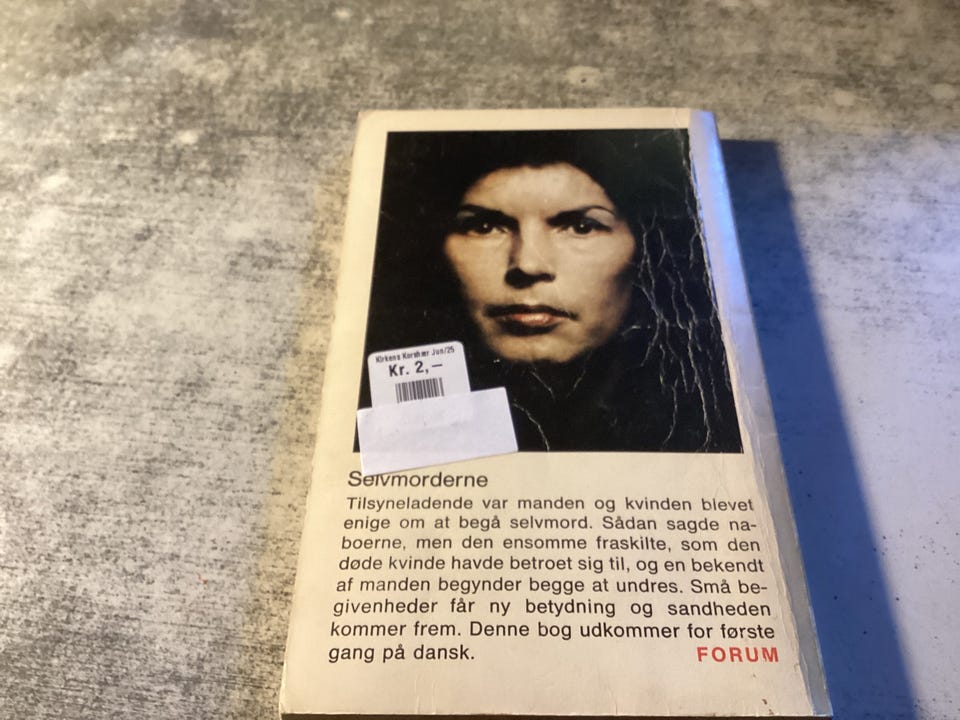 Kirkens Korshær Jun/25
Kr. 2,—
Selvmorderne
Tilsyneladende var manden og kvinden blevet
enige om at begå selvmord. Sådan sagde na-
boerne, men den ensomme fraskilte, som den
døde kvinde havde betroet sig til, og en bekendt
af manden begynder begge at undres. Små be-
givenheder får ny betydning og sandheden
kommer frem. Denne bog udkommer for første
gang på dansk.
FORUM